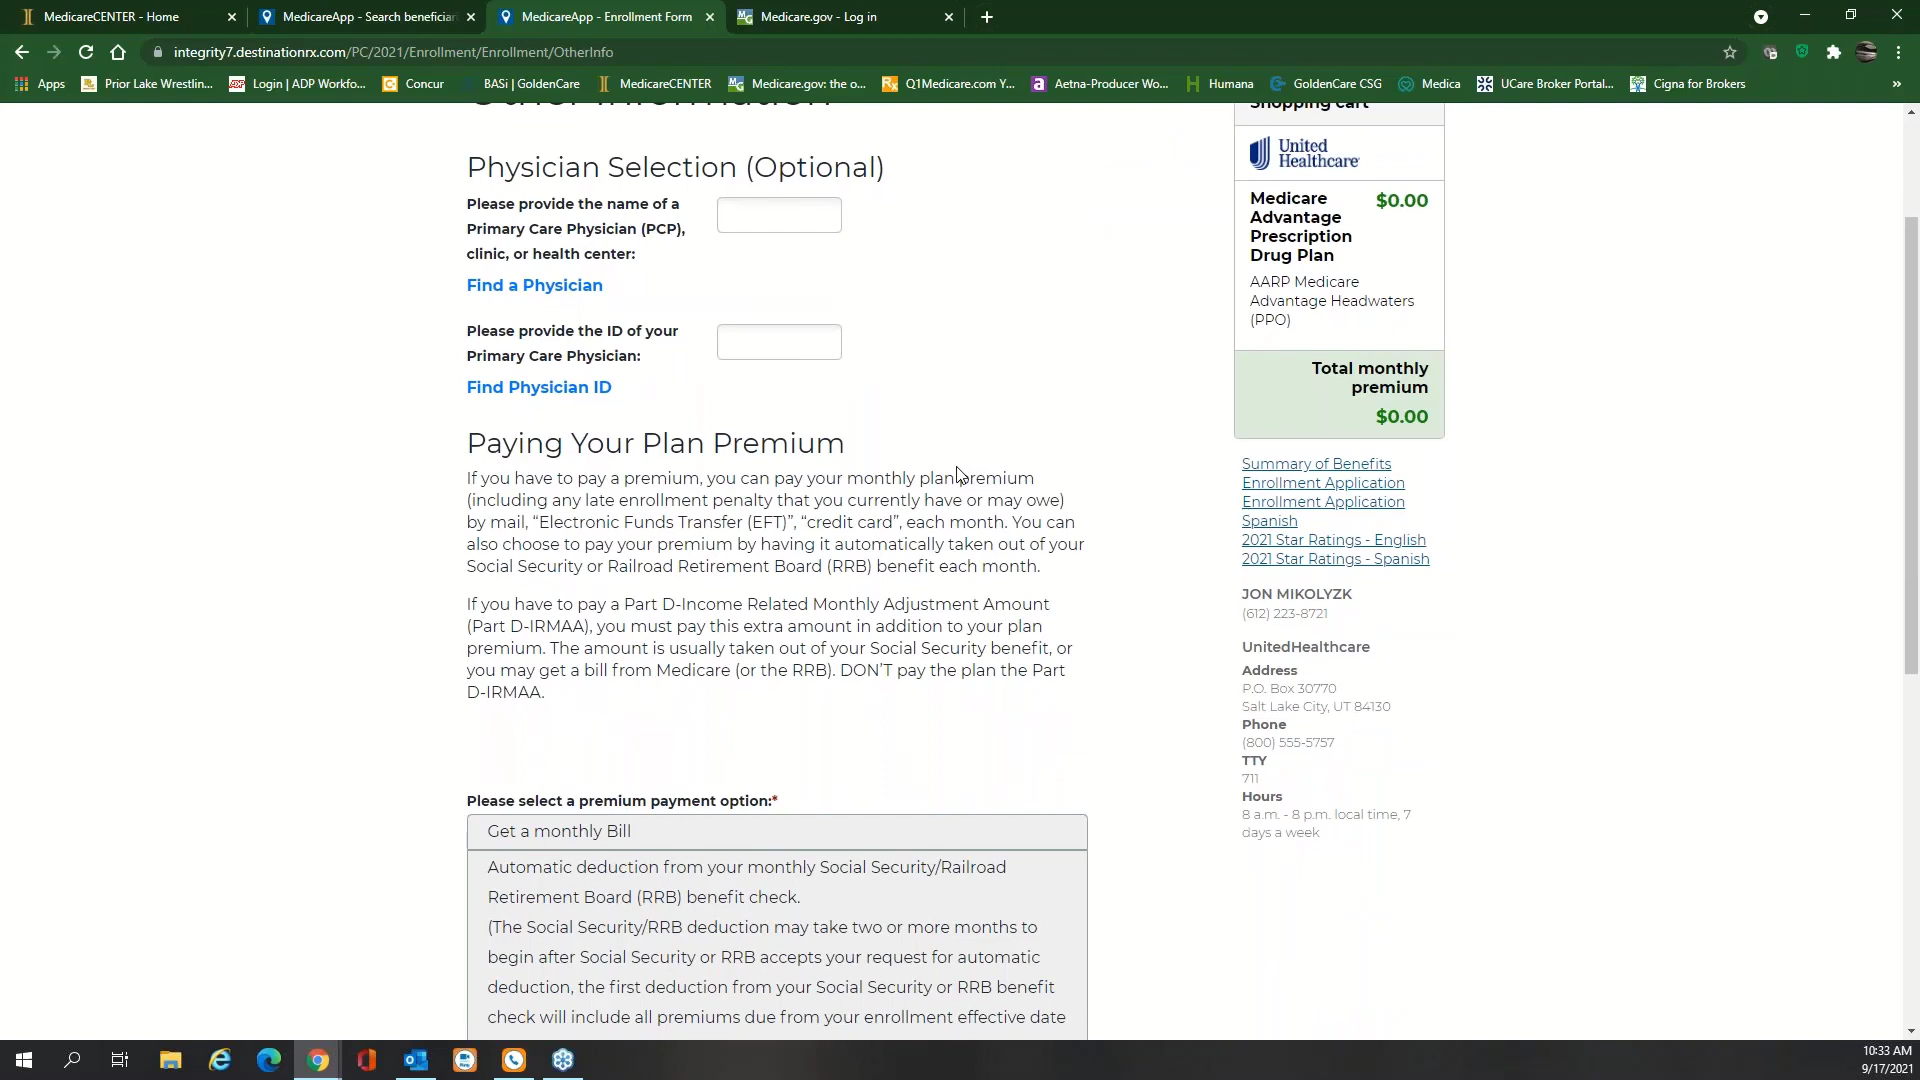 MedicareCENTER - Home
MedicareApp - Search beneficiar
MedicareApp - Enrollment Form
Medicare.gov - Log in
integrity7.destinationrx.com/PC/2021/Enrollment/Enrollment/OtherInfo
Apps
Prior Lake Wrestlin...
Login | ADP Workfo...
Concur
BASi | GoldenCare
MedicareCENTER
Medicare.gov: the o...
Q1Medicare.com Y...
Aetna-Producer Wo...
Humana
GoldenCare CSG
Medica
UCare Broker Portal...
Cigna for Brokers
Other Information
Physician Selection (Optional)
Please provide the name of a
Primary Care Physician (PCP),
clinic, or health center:
Find a Physician
Please provide the ID of your
Primary Care Physician:
Find Physician ID
Paying Your Plan Premium
If you have to pay a premium, you can pay your monthly plan premium
(including any late enrollment penalty that you currently have or may owe)
by mail, “Electronic Funds Transfer (EFT)”, “credit card”, each month. You can
also choose to pay your premium by having it automatically taken out of your
Social Security or Railroad Retirement Board (RRB) benefit each month.
If you have to pay a Part D-Income Related Monthly Adjustment Amount
(Part D-IRMAA), you must pay this extra amount in addition to your plan
premium. The amount is usually taken out of your Social Security benefit, or
you may get a bill from Medicare (or the RRB). DON’T pay the plan the Part
D-IRMAA.
Please select a premium payment option:*
Get a monthly Bill
Automatic deduction from your monthly Social Security/Railroad
Retirement Board (RRB) benefit check.
(The Social Security/RRB deduction may take two or more months to
begin after Social Security or RRB accepts your request for automatic
deduction, the first deduction from your Social Security or RRB benefit
check will include all premiums due from your enrollment effective date
Shopping cart
United
Healthcare
Medicare
Advantage
Prescription
Drug Plan
$0.00
AARP Medicare
Advantage Headwaters
(PPO)
Total monthly
premium
$0.00
Summary of Benefits
Enrollment Application
Enrollment Application
Spanish
2021 Star Ratings - English
2021 Star Ratings - Spanish
JON MIKOLYZK
(612) 223-8721
UnitedHealthcare
Address
P.O. Box 30770
Salt Lake City, UT 84130
Phone
(800) 555-5757
TTY
711
Hours
8 a.m. - 8 p.m. local time, 7
days a week
10:33 AM
9/17/2021